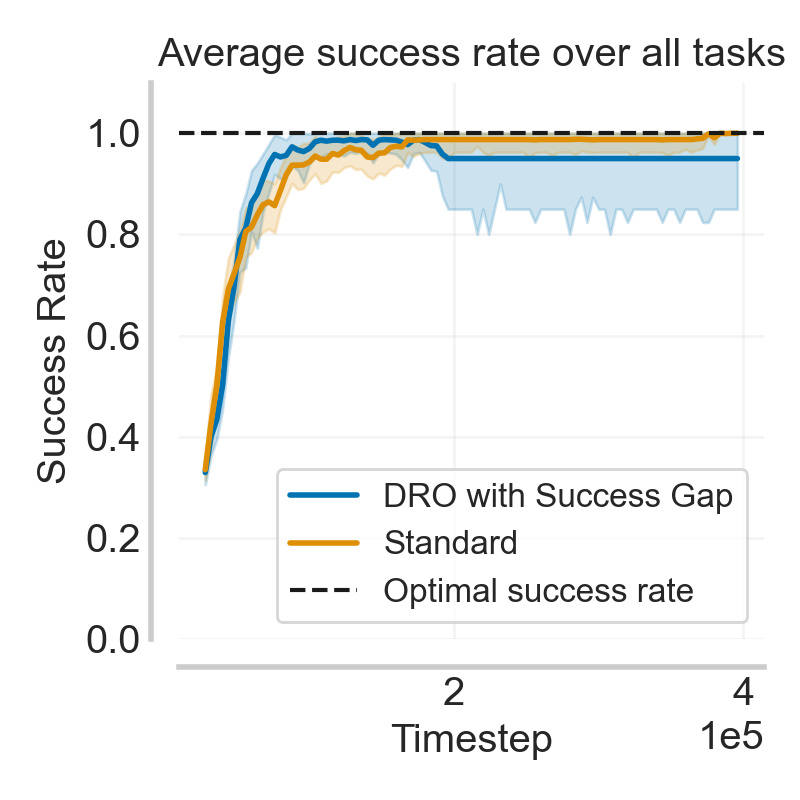 Average success rate over all tasks
Success Rate
1.0
0.8
0.6
0.4
0.2
0.0
DRO with Success Gap
Standard
Optimal success rate
2
4
Timestep
1e5